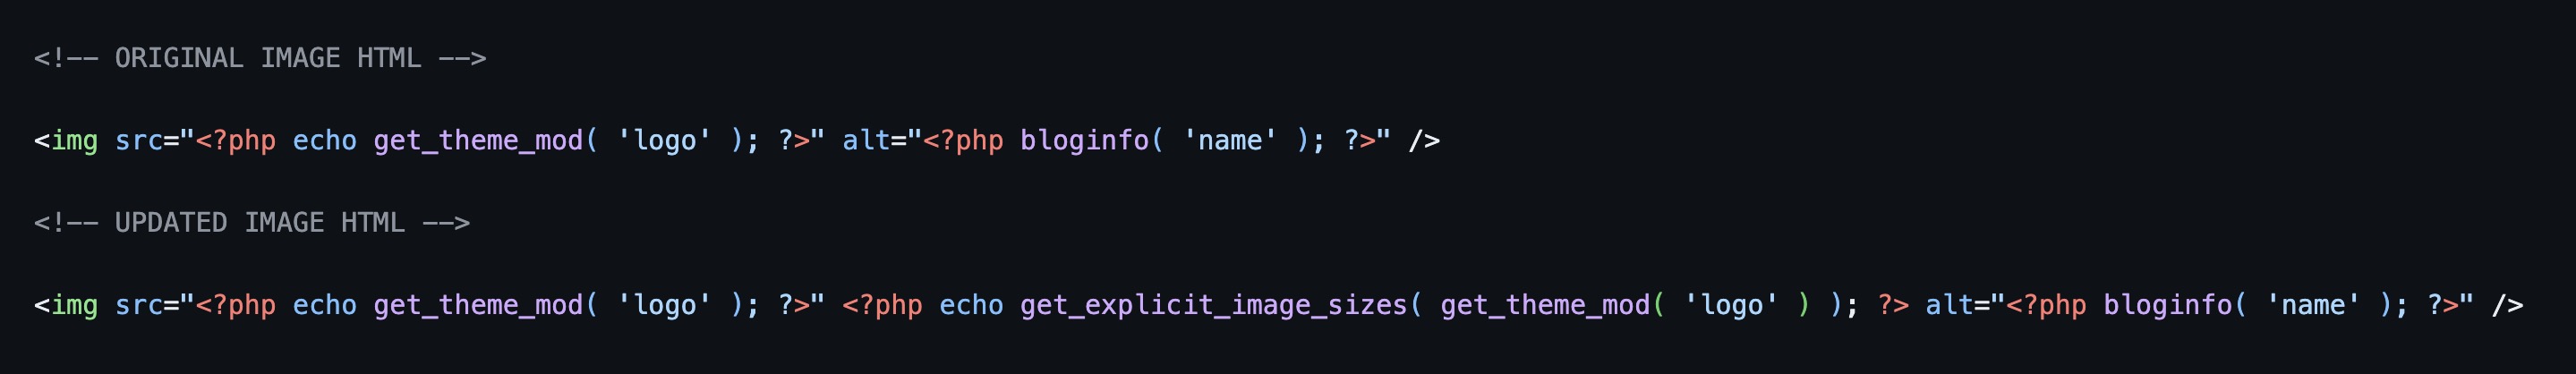 <!-- ORIGINAL IMAGE HTML -->
<img src="<?php echo get_theme_mod( 'logo' ); ?>" alt="<?php bloginfo( 'name' ); ?>" />
<!-- UPDATED IMAGE HTML -->
<img src="<?php echo get_theme_mod( 'logo' ); ?>" <?php echo get_explicit_image_sizes( get_theme_mod( 'logo' ) ); ?> alt="<?php bloginfo( 'name' ); ?>" />